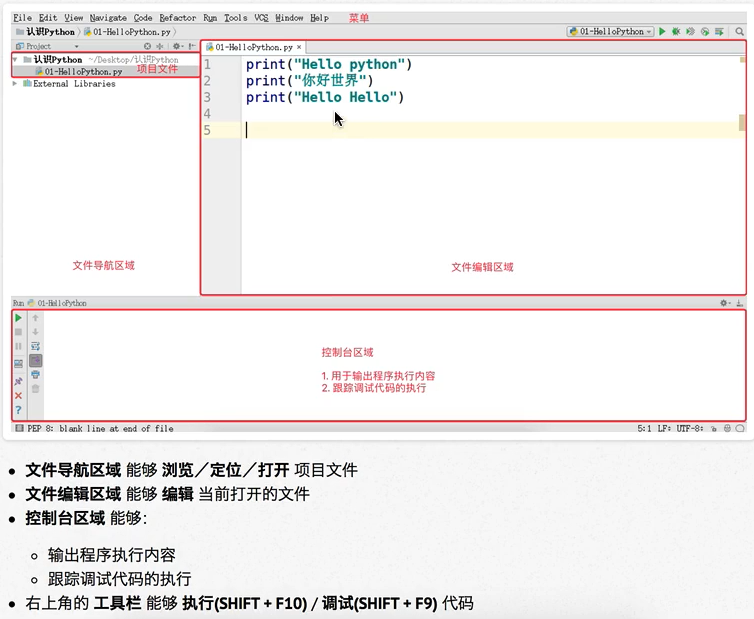 File Edit View Navigate Code Refactor Run Tools VCS Window Help 菜单
认识Python 01-HelloPython.py 01-HelloPython
Project 01-HelloPython.py ×
认识Python ~/Desktop/认识Python
01-HelloPython.py 项目文件
External Libraries
1 print("Hello python")
2 print("你好世界")
3 print("Hello Hello")
4
5
文件导航区域
文件编辑区域
Run 01-HelloPython
控制台区域
1. 用于输出程序执行内容
2. 跟踪调试代码的执行
PEP 8: blank line at end of file 5:1 LF: UTF-8:
• 文件导航区域 能够 浏览／定位／打开 项目文件
• 文件编辑区域 能够 编辑 当前打开的文件
• 控制台区域 能够：
◦ 输出程序执行内容
◦ 跟踪调试代码的执行
• 右上角的 工具栏 能够 执行(SHIFT + F10) / 调试(SHIFT + F9) 代码